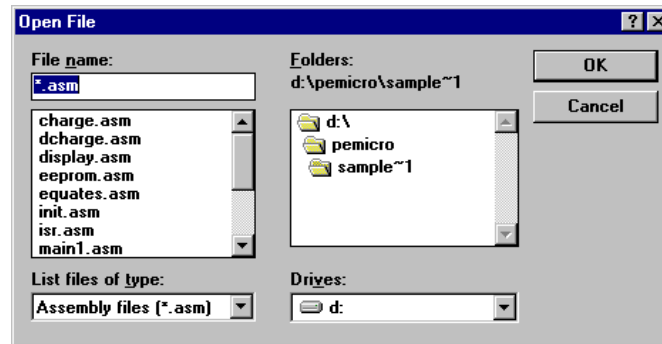 Open File
File name:
*.asm
charge.asm
dcharge.asm
display.asm
eeprom.asm
equates.asm
init.asm
isr.asm
main1.asm
List files of type:
Assembly files (*.asm)
Folders:
d:\pemicro\sample~1
d:\
pemicro
sample~1
Drives:
d:
OK
Cancel